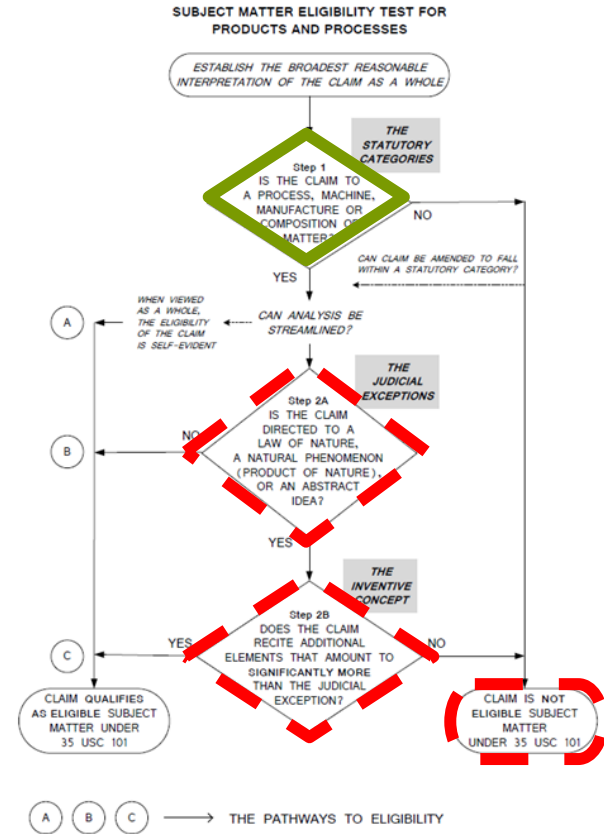 SUBJECT MATTER ELIGIBILITY TEST FOR
PRODUCTS AND PROCESSES
ESTABLISH THE BROADEST REASONABLE
INTERPRETATION OF THE CLAIM AS A WHOLE
THE
STATUTORY
CATEGORIES
Step 1
IS THE CLAIM TO
A PROCESS, MACHINE,
MANUFACTURE OR
COMPOSITION OF
MATTER?
NO
YES
CAN CLAIM BE AMENDED TO FALL
WITHIN A STATUTORY CATEGORY?
WHEN VIEWED
AS A WHOLE,
THE ELIGIBILITY
OF THE CLAIM
IS SELF-EVIDENT
A
CAN ANALYSIS BE
STREAMLINED?
THE
JUDICIAL
EXCEPTIONS
Step 2A
IS THE CLAIM
DIRECTED TO A
LAW OF NATURE,
A NATURAL PHENOMENON
(PRODUCT OF NATURE),
OR AN ABSTRACT
IDEA?
NO
B
YES
THE
INVENTIVE
CONCEPT
Step 2B
DOES THE CLAIM
RECITE ADDITIONAL
ELEMENTS THAT AMOUNT TO
SIGNIFICANTLY MORE
THAN THE JUDICIAL
EXCEPTION?
YES
NO
C
CLAIM QUALIFIES
AS ELIGIBLE SUBJECT
MATTER UNDER
35 USC 101
CLAIM IS NOT
ELIGIBLE SUBJECT
MATTER
UNDER 35 USC 101
A B C THE PATHWAYS TO ELIGIBILITY